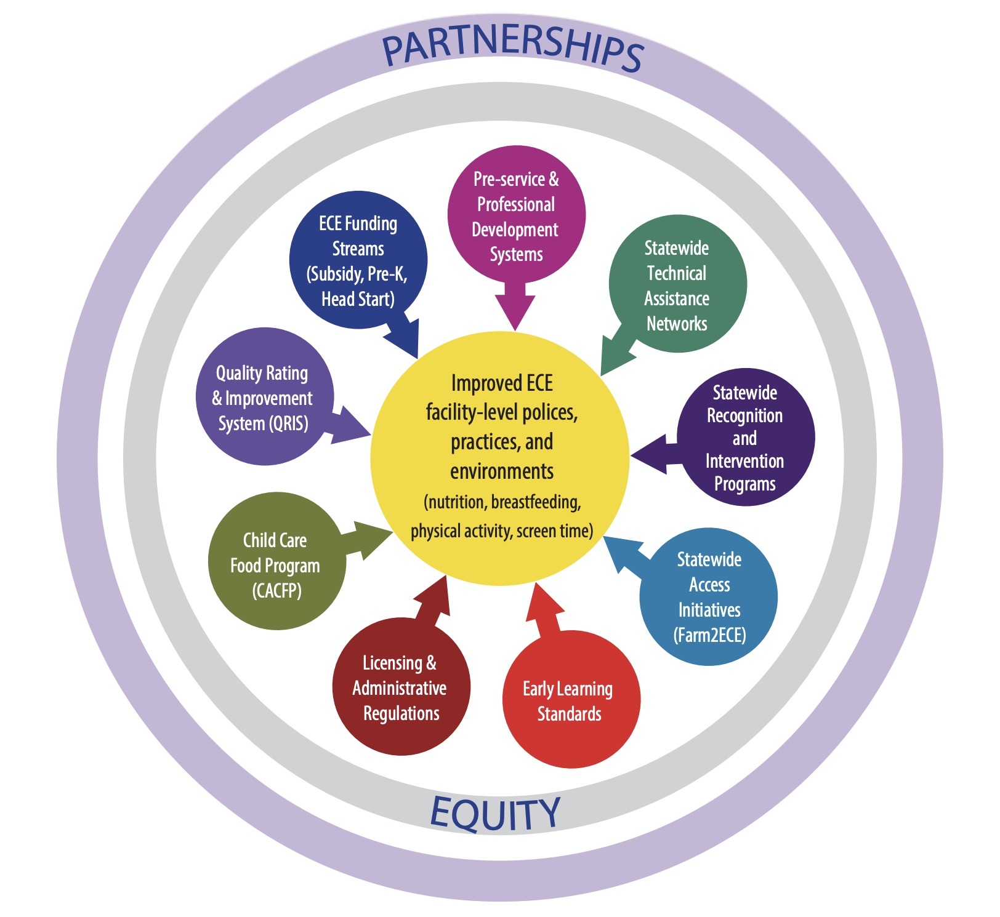 PARTNERSHIPS
Pre-service &
Professional
Development
Systems
ECE Funding
Streams
(Subsidy, Pre-K,
Head Start)
Statewide
Technical
Assistance
Networks
Quality Rating
& Improvement
System (QRIS)
Improved ECE
facility-level polices,
practices, and
environments
(nutrition, breastfeeding,
physical activity, screen time)
Statewide
Recognition
and
Intervention
Programs
Child Care
Food Program
(CACFP)
Statewide
Access
Initiatives
(Farm2ECE)
Licensing &
Administrative
Regulations
Early Learning
Standards
EQUITY